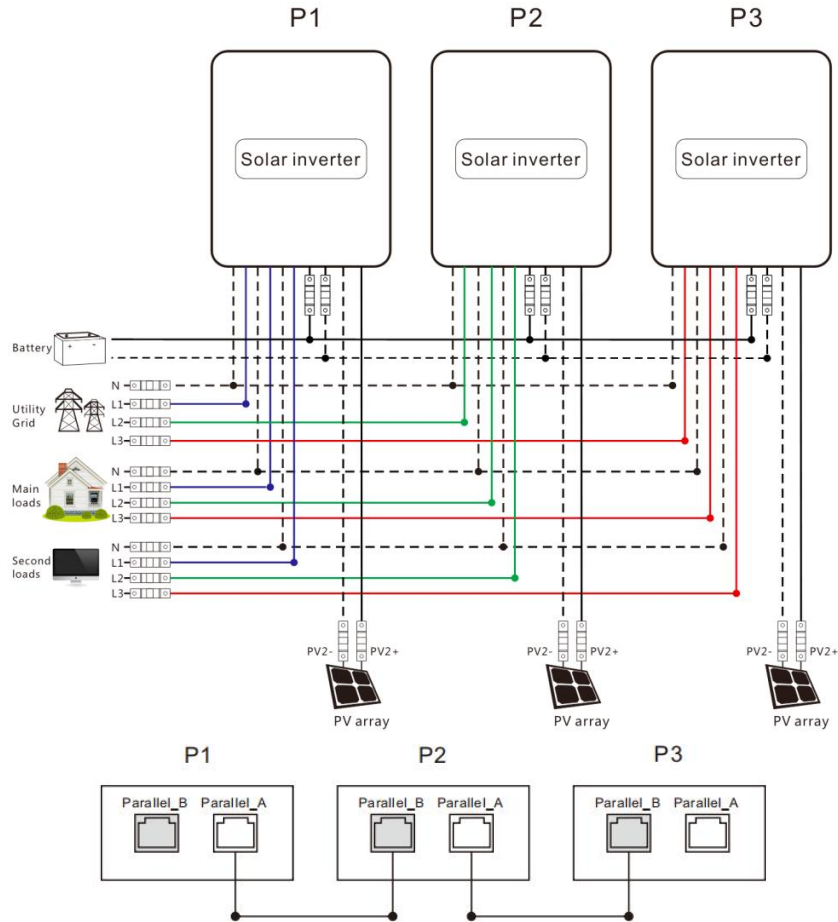 P1 P2 P3
Solar inverter Solar inverter Solar inverter
Battery
Utility
Grid
N
L1
L2
L3
Main
loads
N
L1
L2
L3
Second
loads
N
L1
L2
L3
PV2- PV2+ PV2- PV2+ PV2- PV2+
PV array PV array PV array
P1 P2 P3
Parallel_B Parallel_A Parallel_B Parallel_A Parallel_B Parallel_A